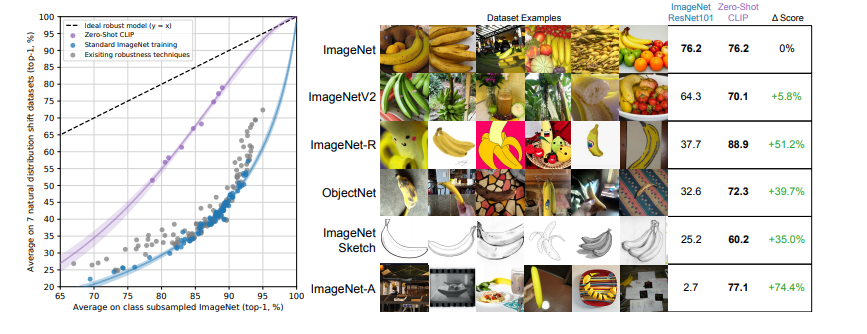 100
95
90
85
80
75
70
65
60
55
50
45
40
35
30
25
20
65
70
75
80
85
90
95
100
Average on 7 natural distribution shift datasets (top-1, %)
Average on class subsampled ImageNet (top-1, %)
Ideal robust model (y = x)
Zero-Shot CLIP
Standard ImageNet training
Exisiting robustness techniques
Dataset Examples
ImageNet
ResNet101
Zero-Shot
CLIP
Δ Score
ImageNet
76.2
76.2
0%
ImageNetV2
64.3
70.1
+5.8%
ImageNet-R
37.7
88.9
+51.2%
ObjectNet
32.6
72.3
+39.7%
ImageNet
Sketch
25.2
60.2
+35.0%
ImageNet-A
2.7
77.1
+74.4%